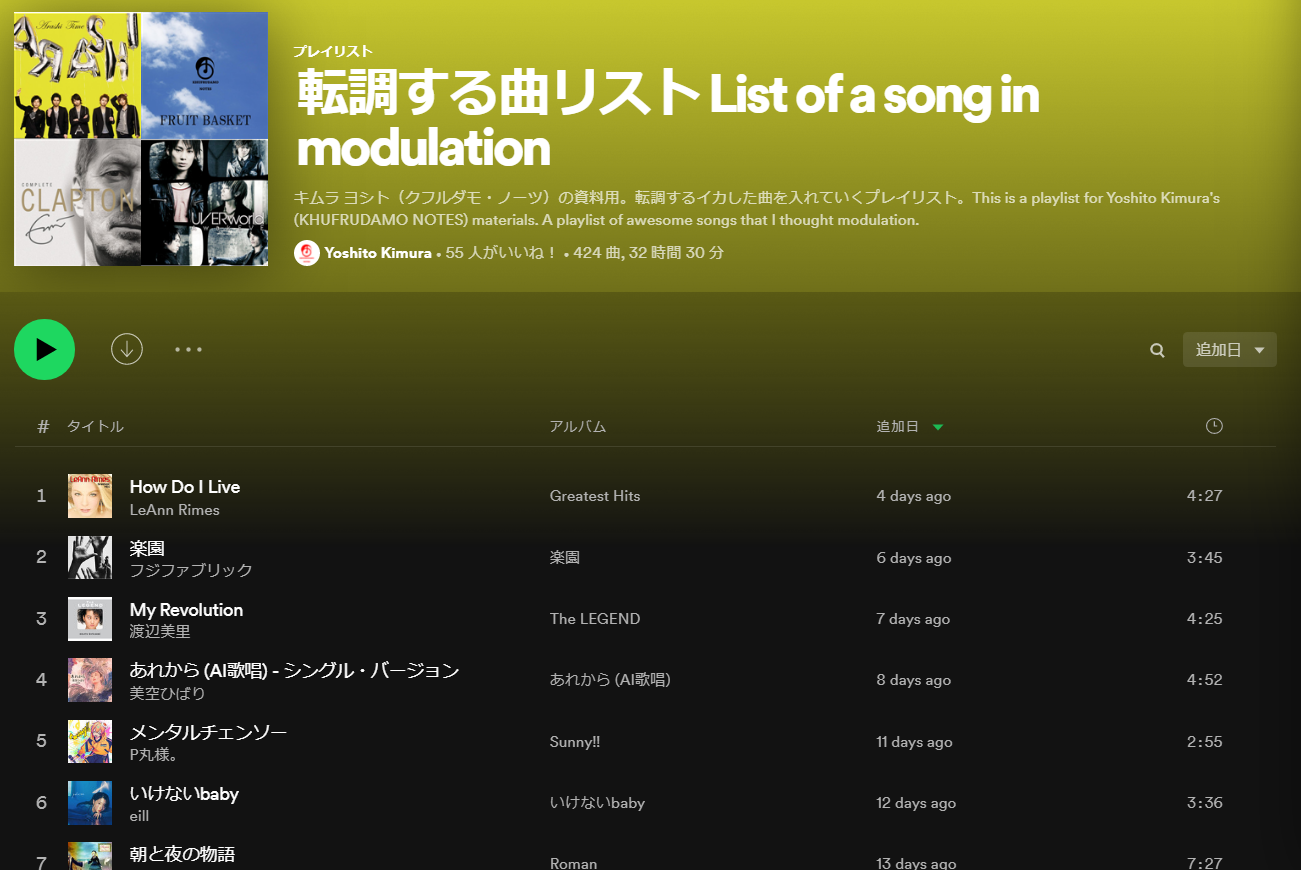 Arashi Time
ARASHI
FRUIT BASKET
COMPLETE
CLAPTON
UVERworld
プレイリスト
転調する曲リスト List of a song in
modulation
キムラ ヨシト（クフルダモ・ノーツ）の資料用。転調するイカした曲を入れていくプレイリスト。This is a playlist for Yoshito Kimura's
(KHUFRUDAMO NOTES) materials. A playlist of awesome songs that I thought modulation.
Yoshito Kimura • 55 人がいいね！ • 424 曲, 32 時間 30 分
追加日
# タイトル アルバム 追加日
1 How Do I Live Greatest Hits 4 days ago 4:27
LeAnn Rimes
2 楽園 楽園 6 days ago 3:45
フジファブリック
3 My Revolution The LEGEND 7 days ago 4:25
渡辺美里
4 あれから (AI歌唱) - シングル・バージョン あれから (AI歌唱) 8 days ago 4:52
美空ひばり
5 メンタルチェンソー Sunny!! 11 days ago 2:55
P丸様。
6 いけないbaby いけないbaby 12 days ago 3:36
eill
7 朝と夜の物語 Roman 13 days ago 7:27